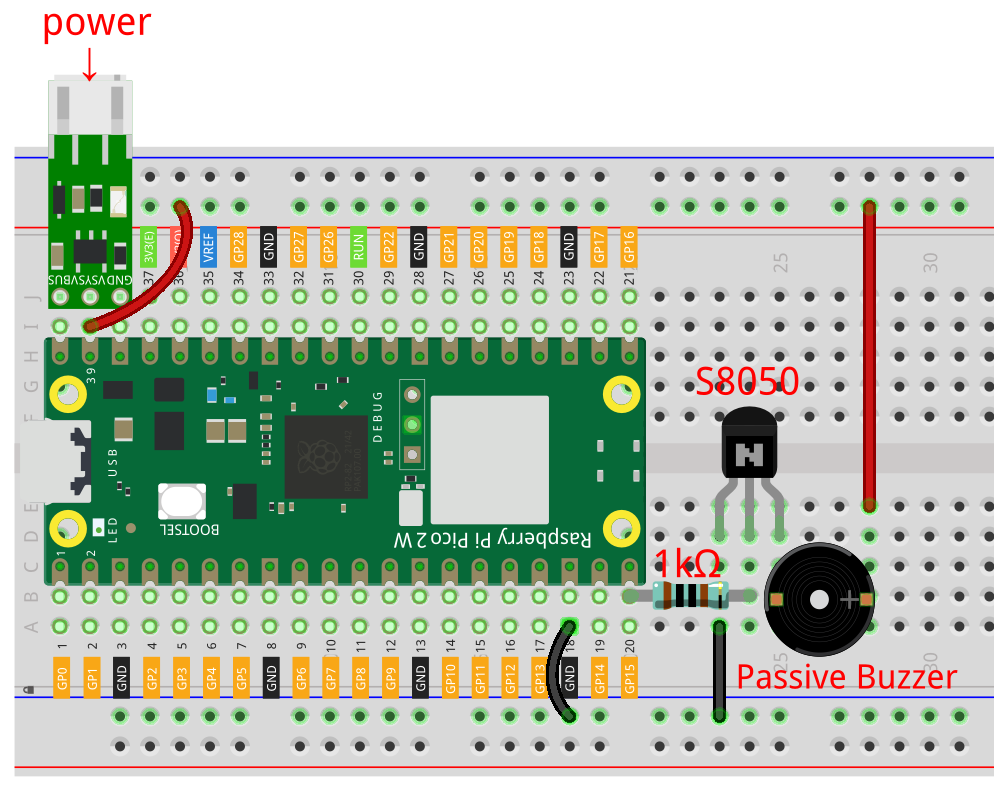 power
VBUS
VSYS
GND
3V3(E)
VREF
GP28
GND
GP27
GP26
RUN
GP22
GND
GP21
GP20
GP19
GP18
GND
GP17
GP16
37
36
35
34
33
32
31
30
29
28
27
26
25
24
23
22
21
25
30
J
I
H
G
F
39
S8050
DEBUG
USB
BOOTSEL
LED
Raspberry Pi Pico 2 W
E
D
C
B
A
1
2
1kΩ
1
2
3
4
5
6
7
8
9
10
11
12
13
14
15
16
17
18
19
20
25
30
GP0
GP1
GND
GP2
GP3
GP4
GP5
GND
GP6
GP7
GP8
GP9
GND
GP10
GP11
GP12
GP13
GND
GP14
GP15
Passive Buzzer